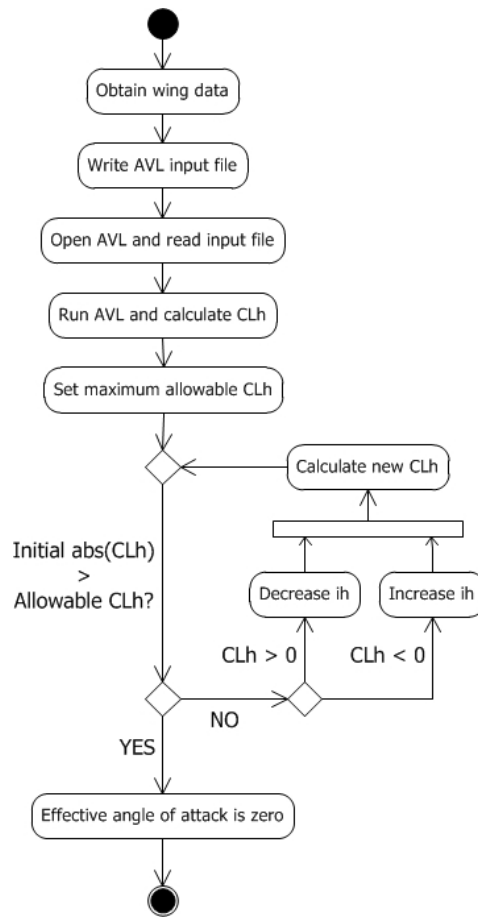 Obtain wing data
Write AVL input file
Open AVL and read input file
Run AVL and calculate CLh
Set maximum allowable CLh
Calculate new CLh
Initial abs(CLh)
>
Allowable CLh?
Decrease ih
Increase ih
CLh > 0
CLh < 0
NO
YES
Effective angle of attack is zero